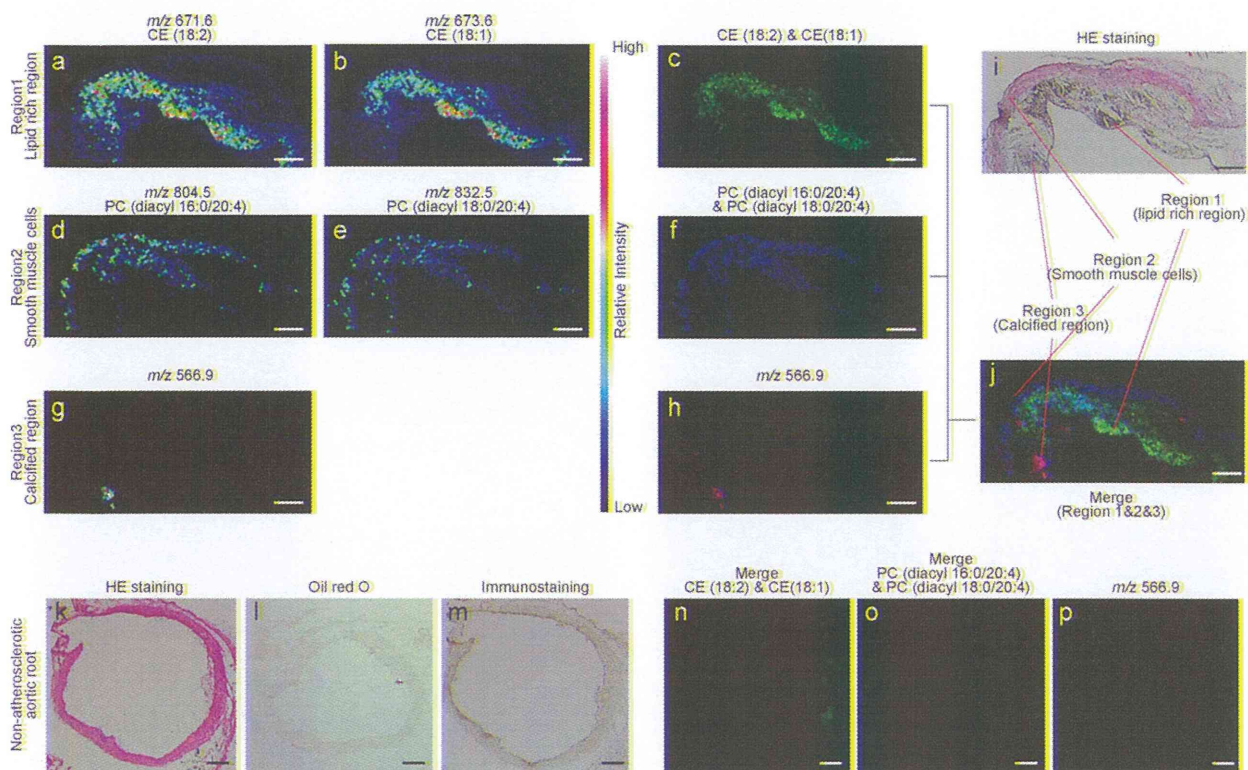 m/z 671.6
CE (18:2)
m/z 673.6
CE (18:1)
High
CE (18:2) & CE(18:1)
HE staining
Region1
Lipid rich region
a
b
c
i
m/z 804.5
PC (diacyl 16:0/20:4)
m/z 832.5
PC (diacyl 18:0/20:4)
PC (diacyl 16:0/20:4)
& PC (diacyl 18:0/20:4)
Region 1
(lipid rich region)
Region2
Smooth muscle cells
d
e
Relative Intensity
f
Region 2
(Smooth muscle cells)
Region 3
(Calcified region)
m/z 566.9
m/z 566.9
Region3
Calcified region
g
h
j
Low
Merge
(Region 1&2&3)
HE staining
Oil red O
Immunostaining
Merge
CE (18:2) & CE(18:1)
Merge
PC (diacyl 16:0/20:4)
& PC (diacyl 18:0/20:4)
m/z 566.9
Non-atherosclerotic
aortic root
k
l
m
n
o
p